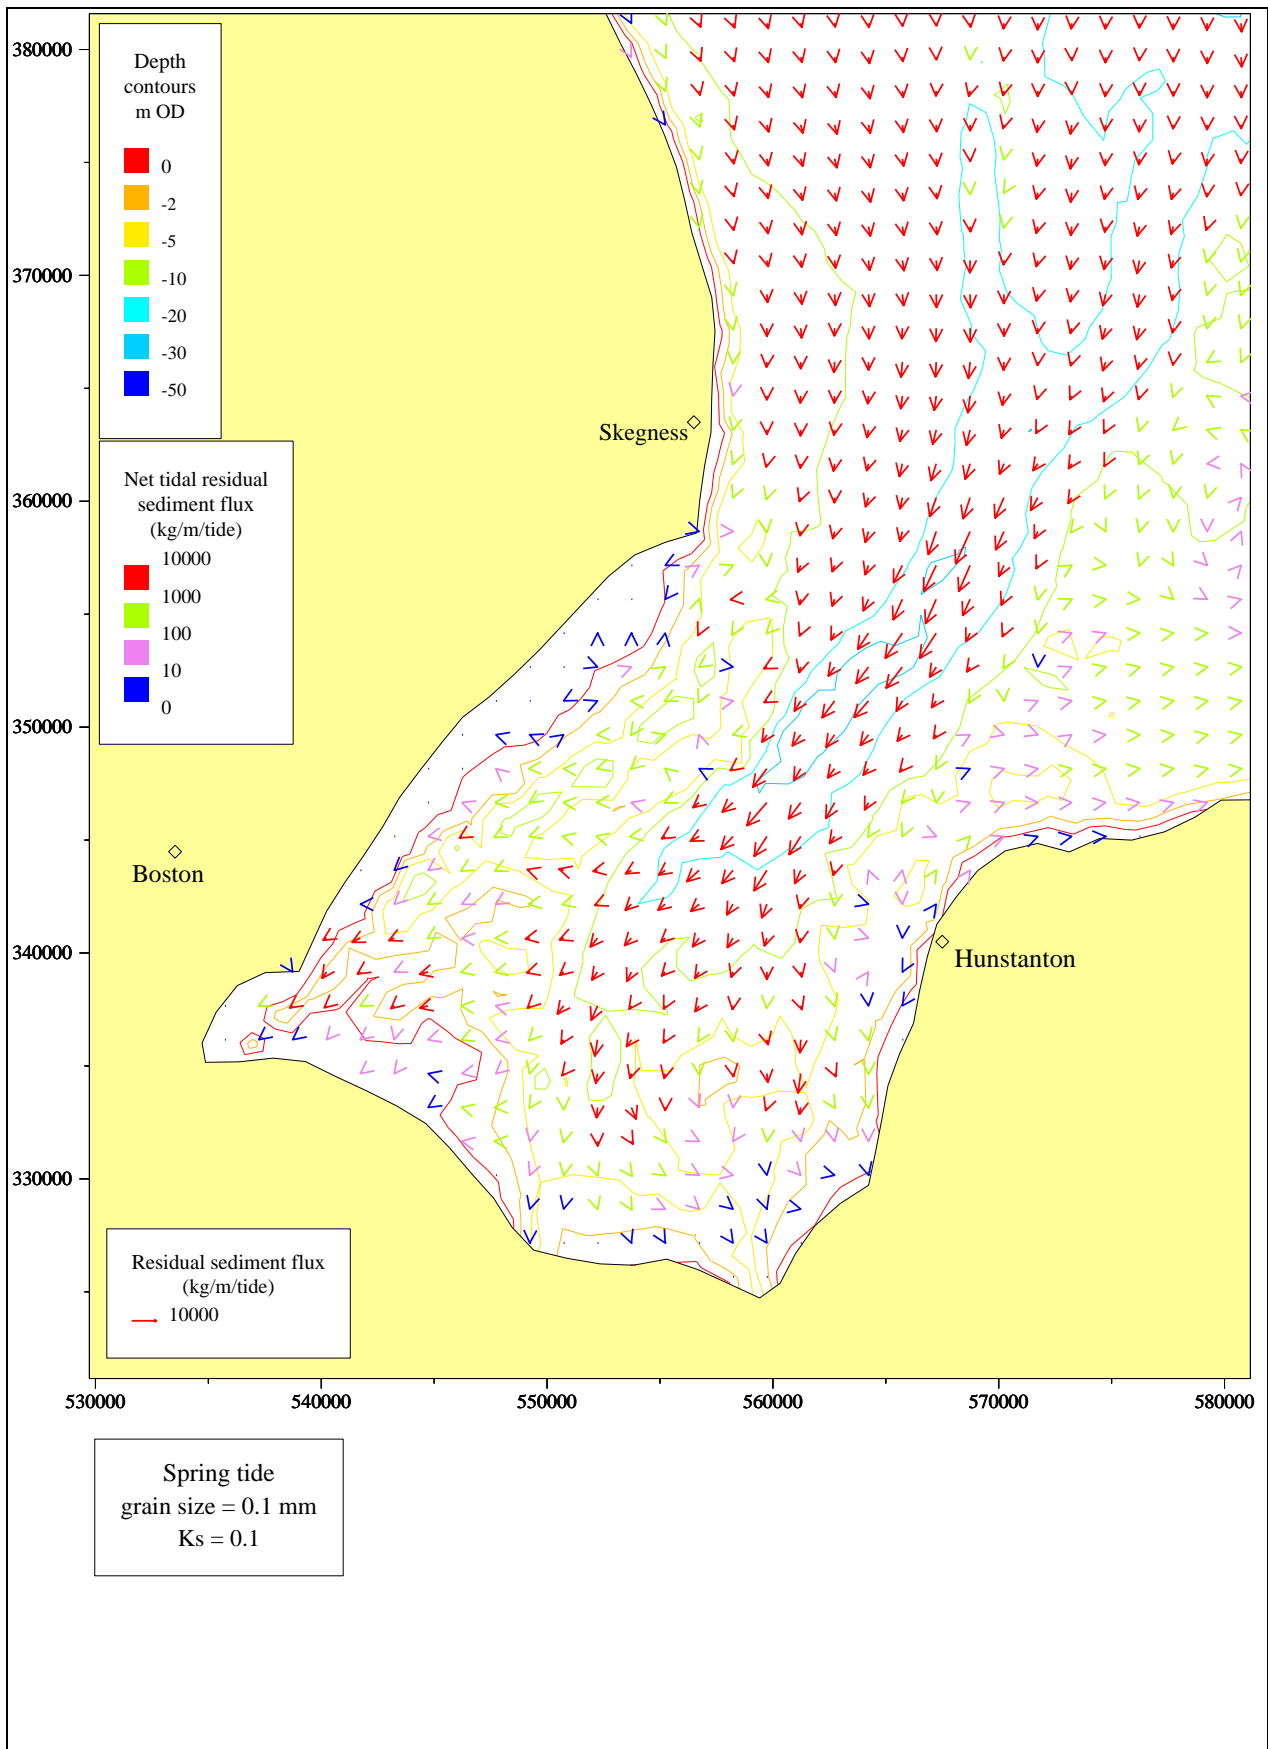 380000
370000
360000
350000
340000
330000
Depth
contours
m OD
0
-2
-5
-10
-20
-30
-50
Net tidal residual
sediment flux
(kg/m/tide)
10000
1000
100
10
0
Skegness
Boston
Hunstanton
Residual sediment flux
(kg/m/tide)
10000
530000 540000 550000 560000 570000 580000
Spring tide
grain size = 0.1 mm
Ks = 0.1